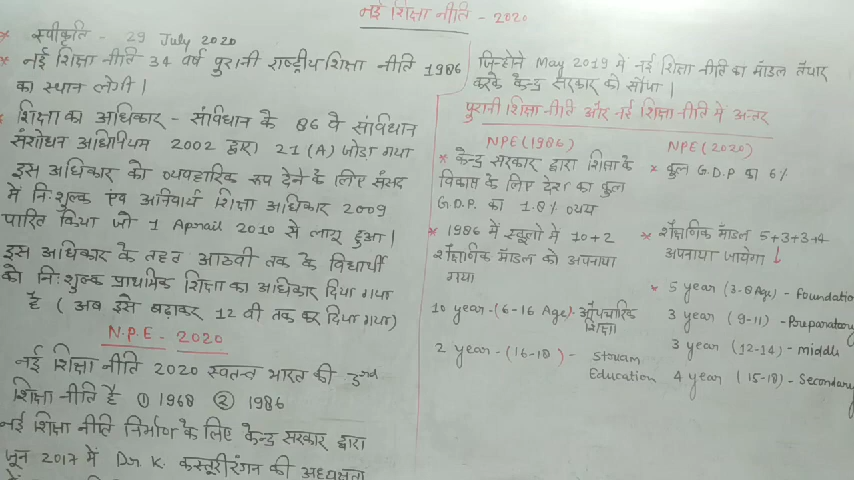 नई शिक्षा नीति - 2020
* स्वीकृति - 29 July 2020
* नई शिक्षा नीति 34 वर्ष पुरानी राष्ट्रीय शिक्षा नीति 1986
का स्थान लेगी।
* शिक्षा का अधिकार - संविधान के 86 वे संविधान
संशोधन अधिनियम 2002 द्वारा 21 (A) जोड़ा गया
इस अधिकार को व्यवहारिक रूप देने के लिए संसद
में निःशुल्क एंव अनिवार्य शिक्षा अधिकार 2009
पारित किया जो 1 Apnail 2010 से लागू हुआ।
इस अधिकार के तहत आठवी तक के विद्यार्थी
को निःशुल्क प्राथमिक शिक्षा का अधिकार दिया गया
है ( अब इसे बढ़ाकर 12 वी तक कर दिया गया)
N.P.E - 2020
नई शिक्षा नीति 2020 स्वतन्त्र भारत की 3rd
शिक्षा नीति है ① 1968 ② 1986
नई शिक्षा नीति निर्माण के लिए केन्द्र सरकार द्वारा
जून 2017 में Dr. K. कस्तूरीरंगन की अध्यक्षता
जिन्होने May 2019 में नई शिक्षा नीति का मॉडल तैयार
करके केन्द्र सरकार को सौंपा।
पुरानी शिक्षा नीति और नई शिक्षा नीति में अन्तर
NPE (1986)
* केन्द्र सरकार द्वारा शिक्षा के
विकास के लिए देश का कुल
G.D.P. का 1.8% व्यय
* 1986 में स्कूलो में 10+2
शैक्षणिक मॉडल को अपनाया
गया
10 year - (6-16 Age) - औपचारिक
शिक्षा
2 year - (16-18) - Stream
Education
NPE (2020)
* कुल G.D.P का 6%
* शैक्षणिक मॉडल 5+3+3+4
अपनाया जायेगा ↓
* 5 year (3-8 Age) - Foundatio
3 year (9-11) - Preparatory
3 year (12-14) - middle
4 year (15-18) - Secondary